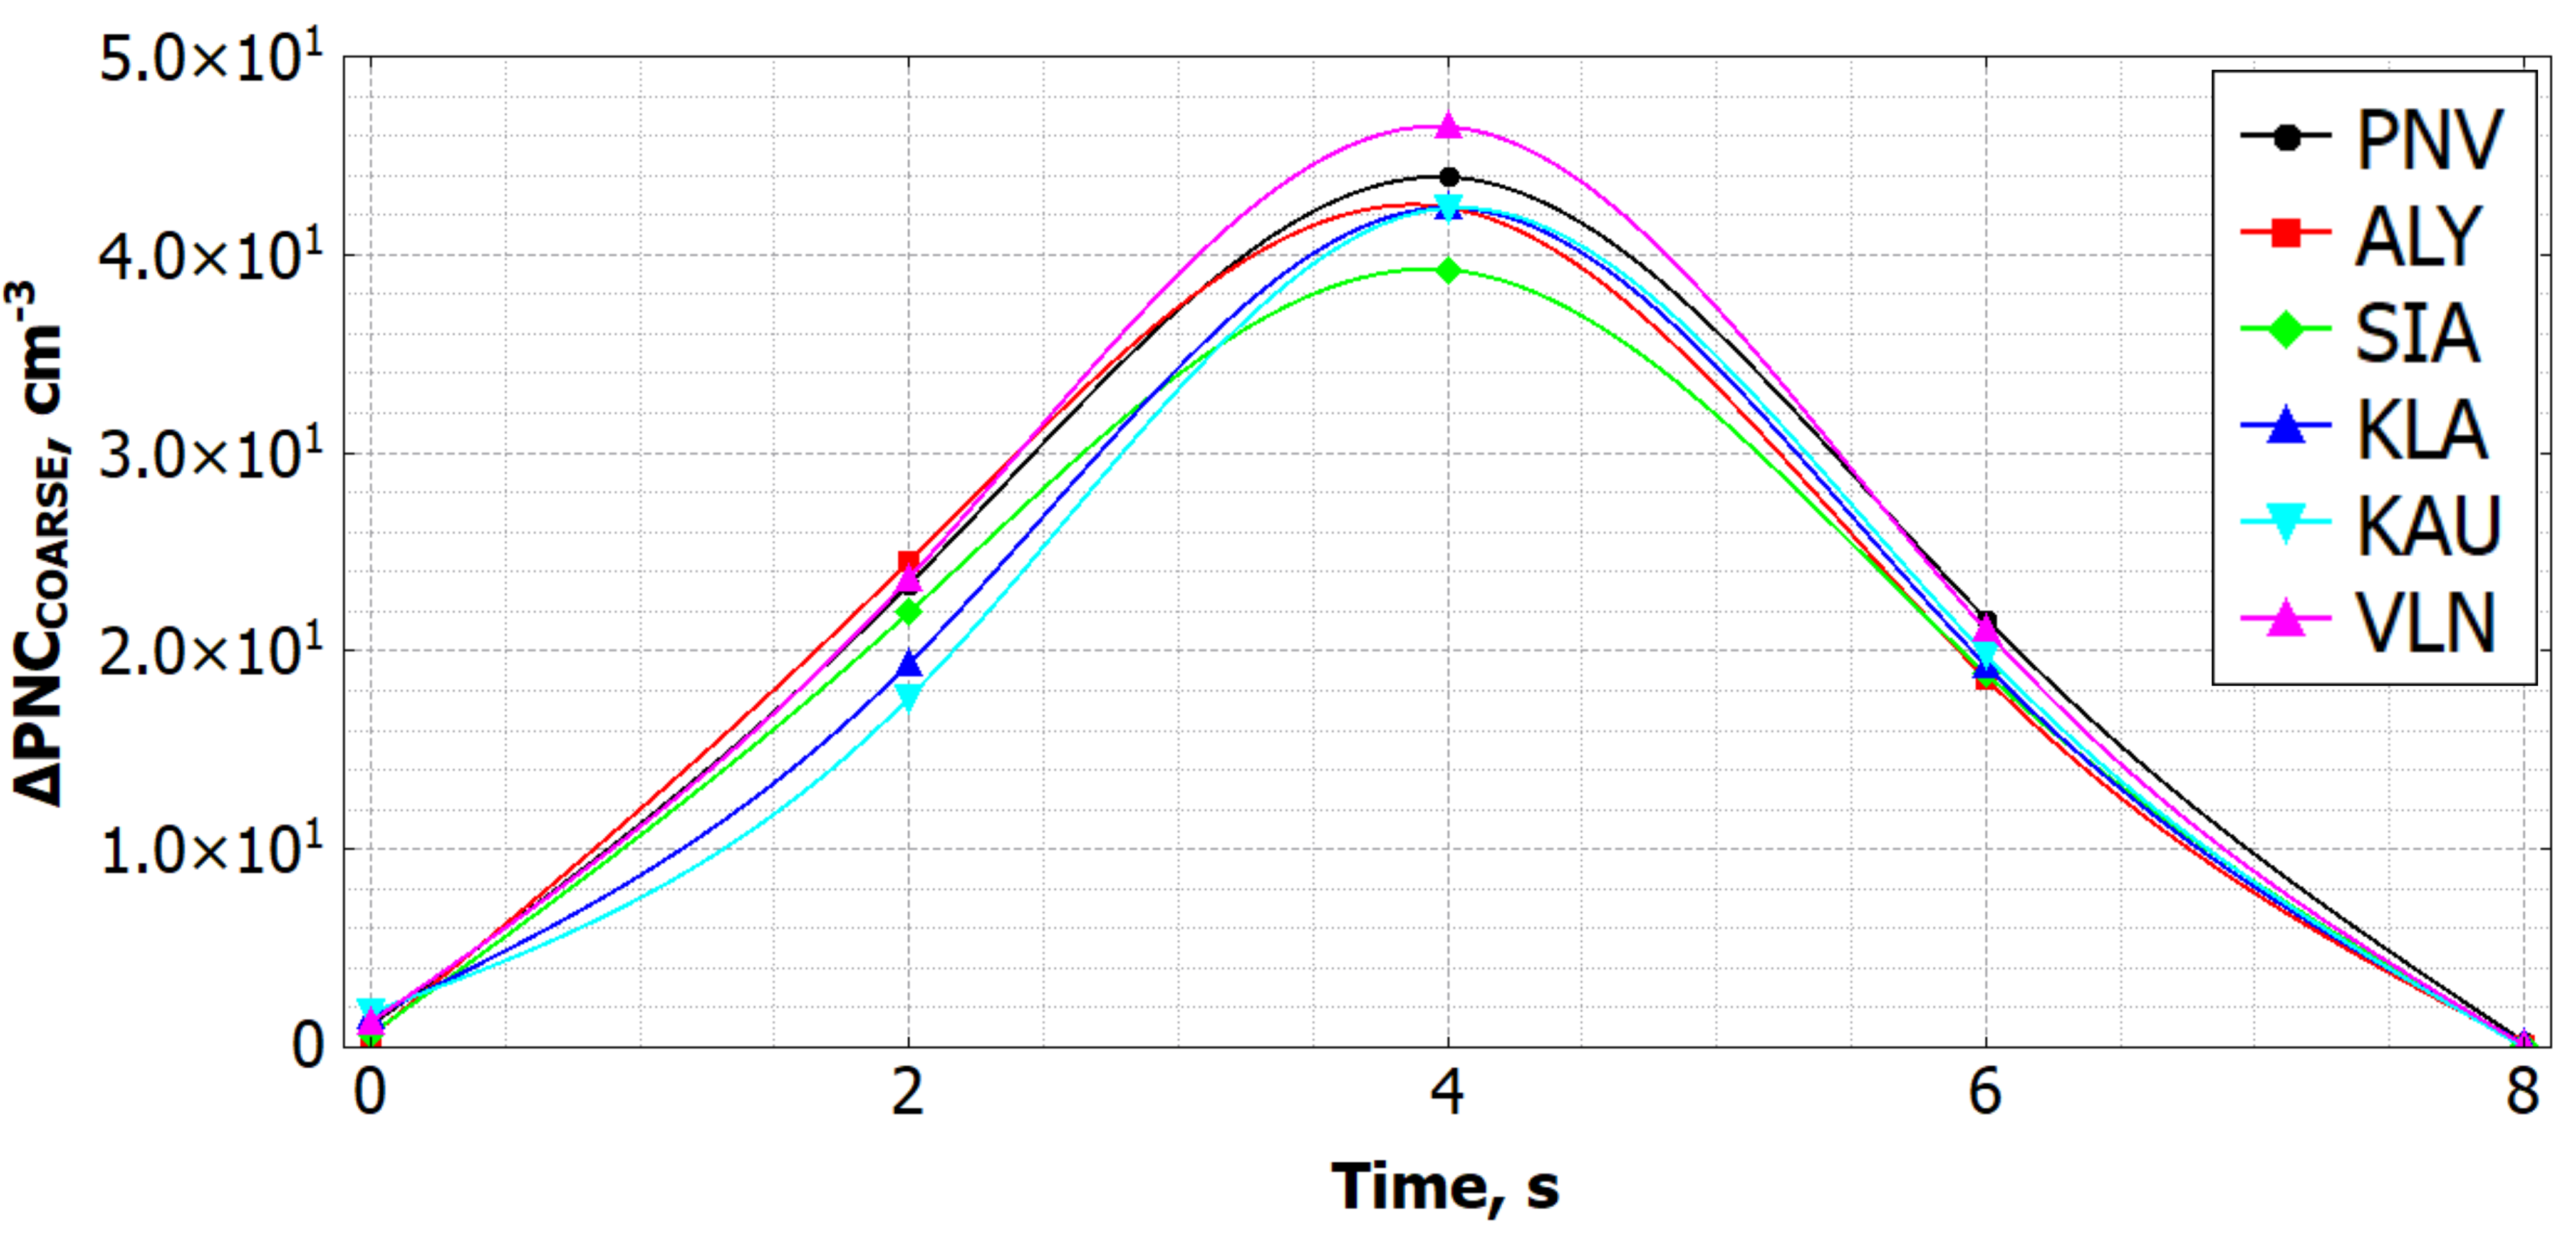 5.0×10¹
4.0×10¹
3.0×10¹
2.0×10¹
1.0×10¹
0
ΔPNC_COARSE, cm⁻³
0 2 4 6 8
Time, s
PNV
ALY
SIA
KLA
KAU
VLN